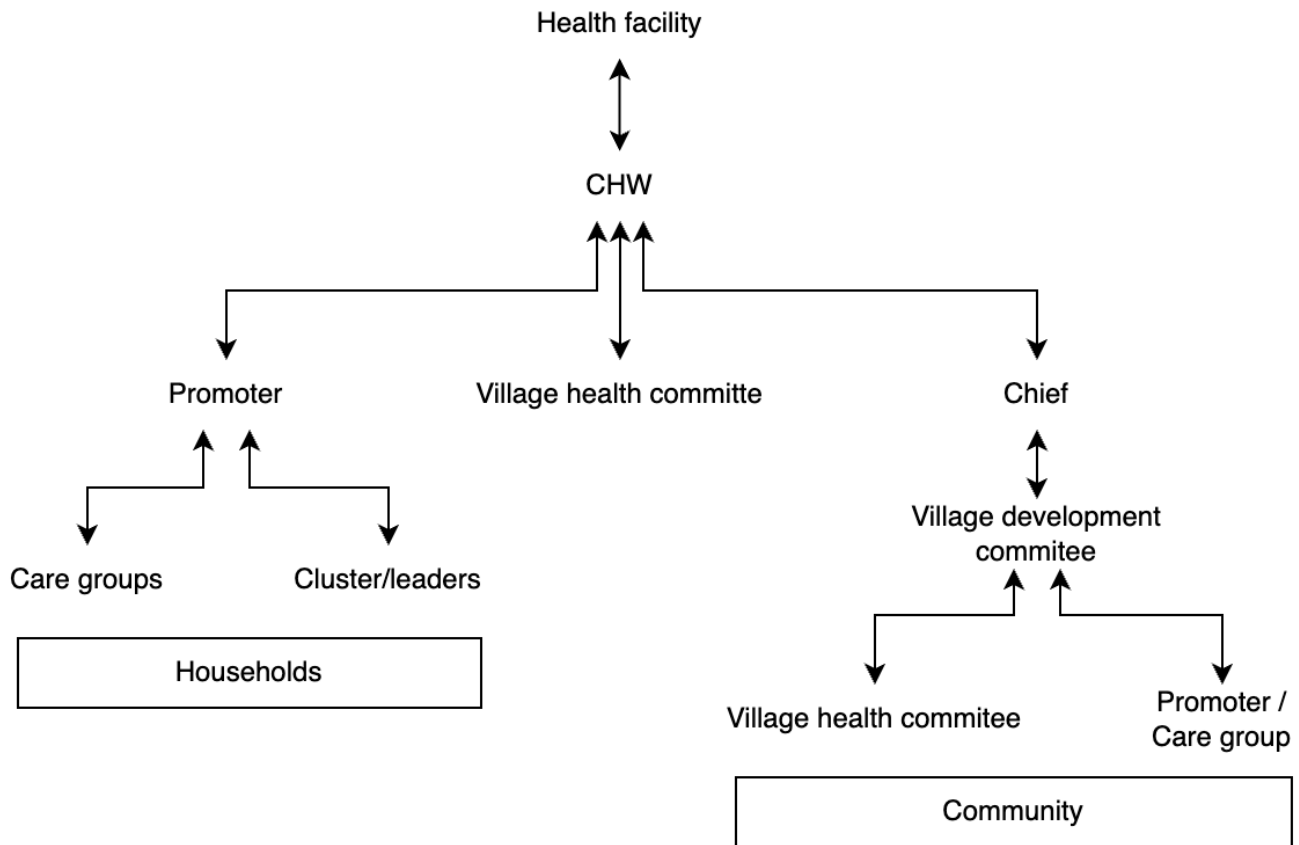 Health facility
CHW
Promoter
Village health committe
Chief
Village development
commitee
Care groups
Cluster/leaders
Households
Village health commitee
Promoter /
Care group
Community